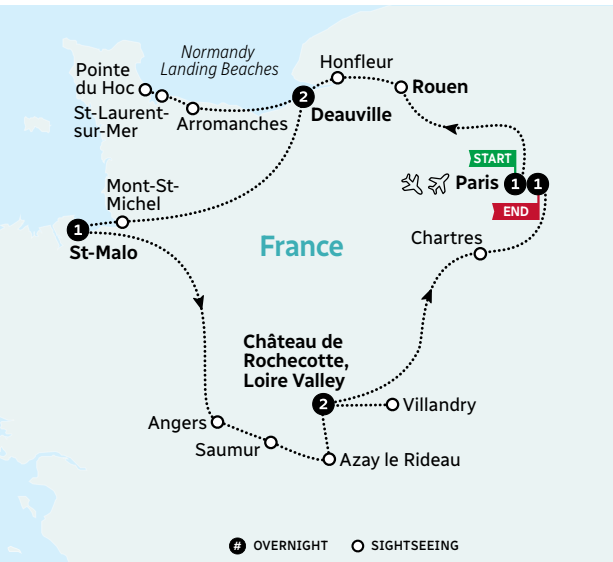 Normandy
Landing Beaches
Honfleur
Pointe
du Hoc
Rouen
2
St-Laurent-
sur-Mer
Arromanches
Deauville
START
Paris 1 1
END
Mont-St-
Michel
1
St-Malo
France
Chartres
Château de
Rochecotte,
Loire Valley
2
Villandry
Angers
Saumur
Azay le Rideau
# OVERNIGHT
SIGHTSEEING